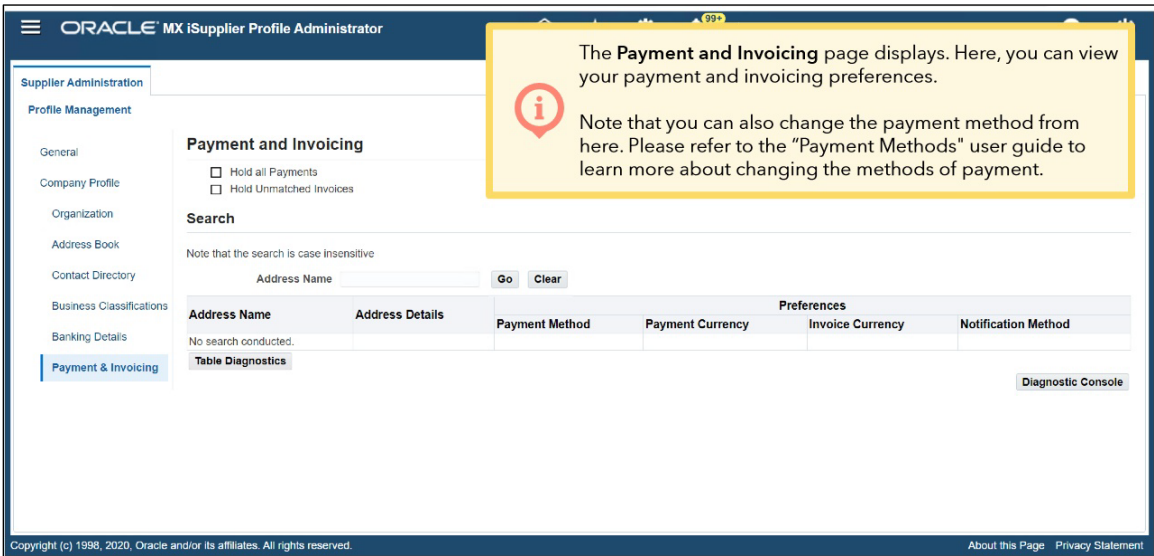 ORACLE® MX iSupplier Profile Administrator
99+
The Payment and Invoicing page displays. Here, you can view
your payment and invoicing preferences.
Note that you can also change the payment method from
here. Please refer to the “Payment Methods" user guide to
learn more about changing the methods of payment.
Supplier Administration
Profile Management
General
Company Profile
Organization
Address Book
Contact Directory
Business Classifications
Banking Details
Payment & Invoicing
Payment and Invoicing
Hold all Payments
Hold Unmatched Invoices
Search
Note that the search is case insensitive
Address Name
Go Clear
Preferences
Address Name Address Details Payment Method Payment Currency Invoice Currency Notification Method
No search conducted.
Table Diagnostics
Diagnostic Console
Copyright (c) 1998, 2020, Oracle and/or its affiliates. All rights reserved.
About this Page Privacy Statement